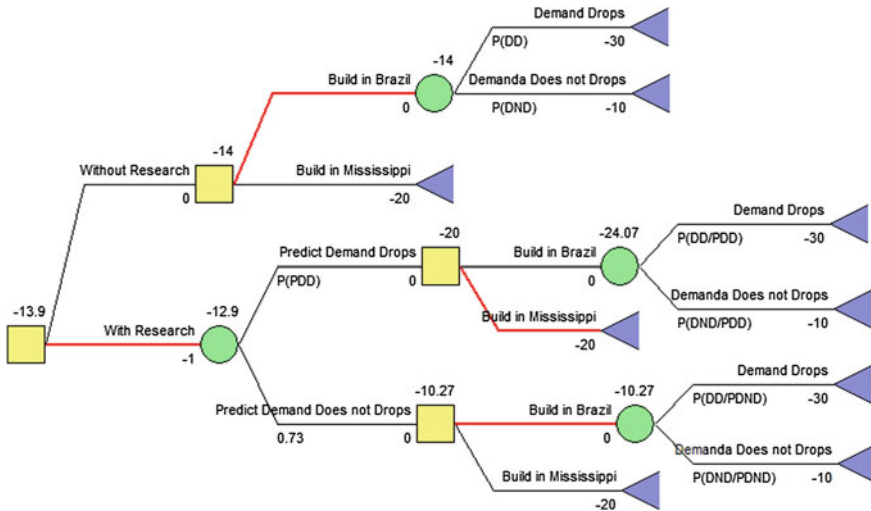 Demand Drops
P(DD) -30
-14
Build in Brazil
0
Demanda Does not Drops
P(DND) -10
-14
Without Research
0
Build in Mississippi
-20
-13.9
With Research
-1
-12.9
Predict Demand Drops
P(PDD) 0
-20
Build in Brazil
0
-24.07
Demand Drops
P(DD/PDD) -30
Demanda Does not Drops
P(DND/PDD) -10
Build in Mississippi
-20
Predict Demand Does not Drops
0.73 0
-10.27
Build in Brazil
0
-10.27
Demand Drops
P(DD/PDND) -30
Demanda Does not Drops
P(DND/PDND) -10
Build in Mississippi
-20